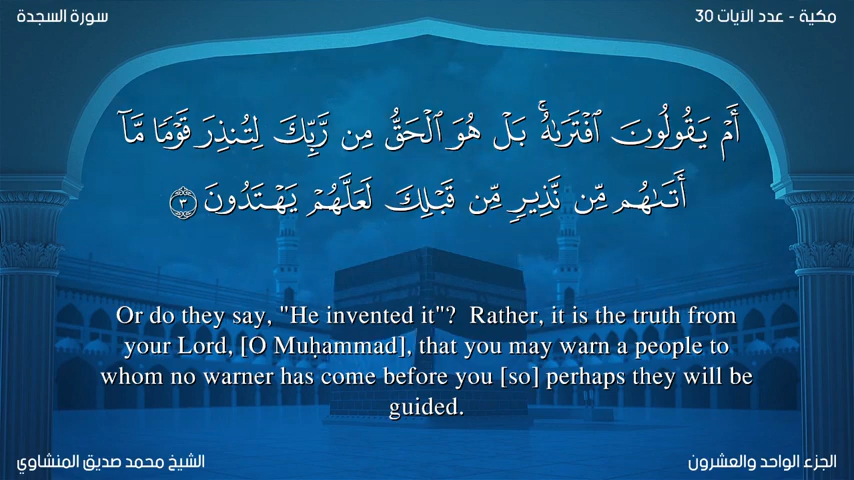 مكية - عدد الآيات 30
سورة السجدة
أَمْ يَقُولُونَ ٱفْتَرَىٰهُ ۚ بَلْ هُوَ ٱلْحَقُّ مِن رَّبِّكَ لِتُنذِرَ قَوْمًا مَّآ
أَتَىٰهُم مِّن نَّذِيرٍ مِّن قَبْلِكَ لَعَلَّهُمْ يَهْتَدُونَ ٣
Or do they say, "He invented it"? Rather, it is the truth from
your Lord, [O Muḥammad], that you may warn a people to
whom no warner has come before you [so] perhaps they will be
guided.
الجزء الواحد والعشرون
الشيخ محمد صديق المنشاوي